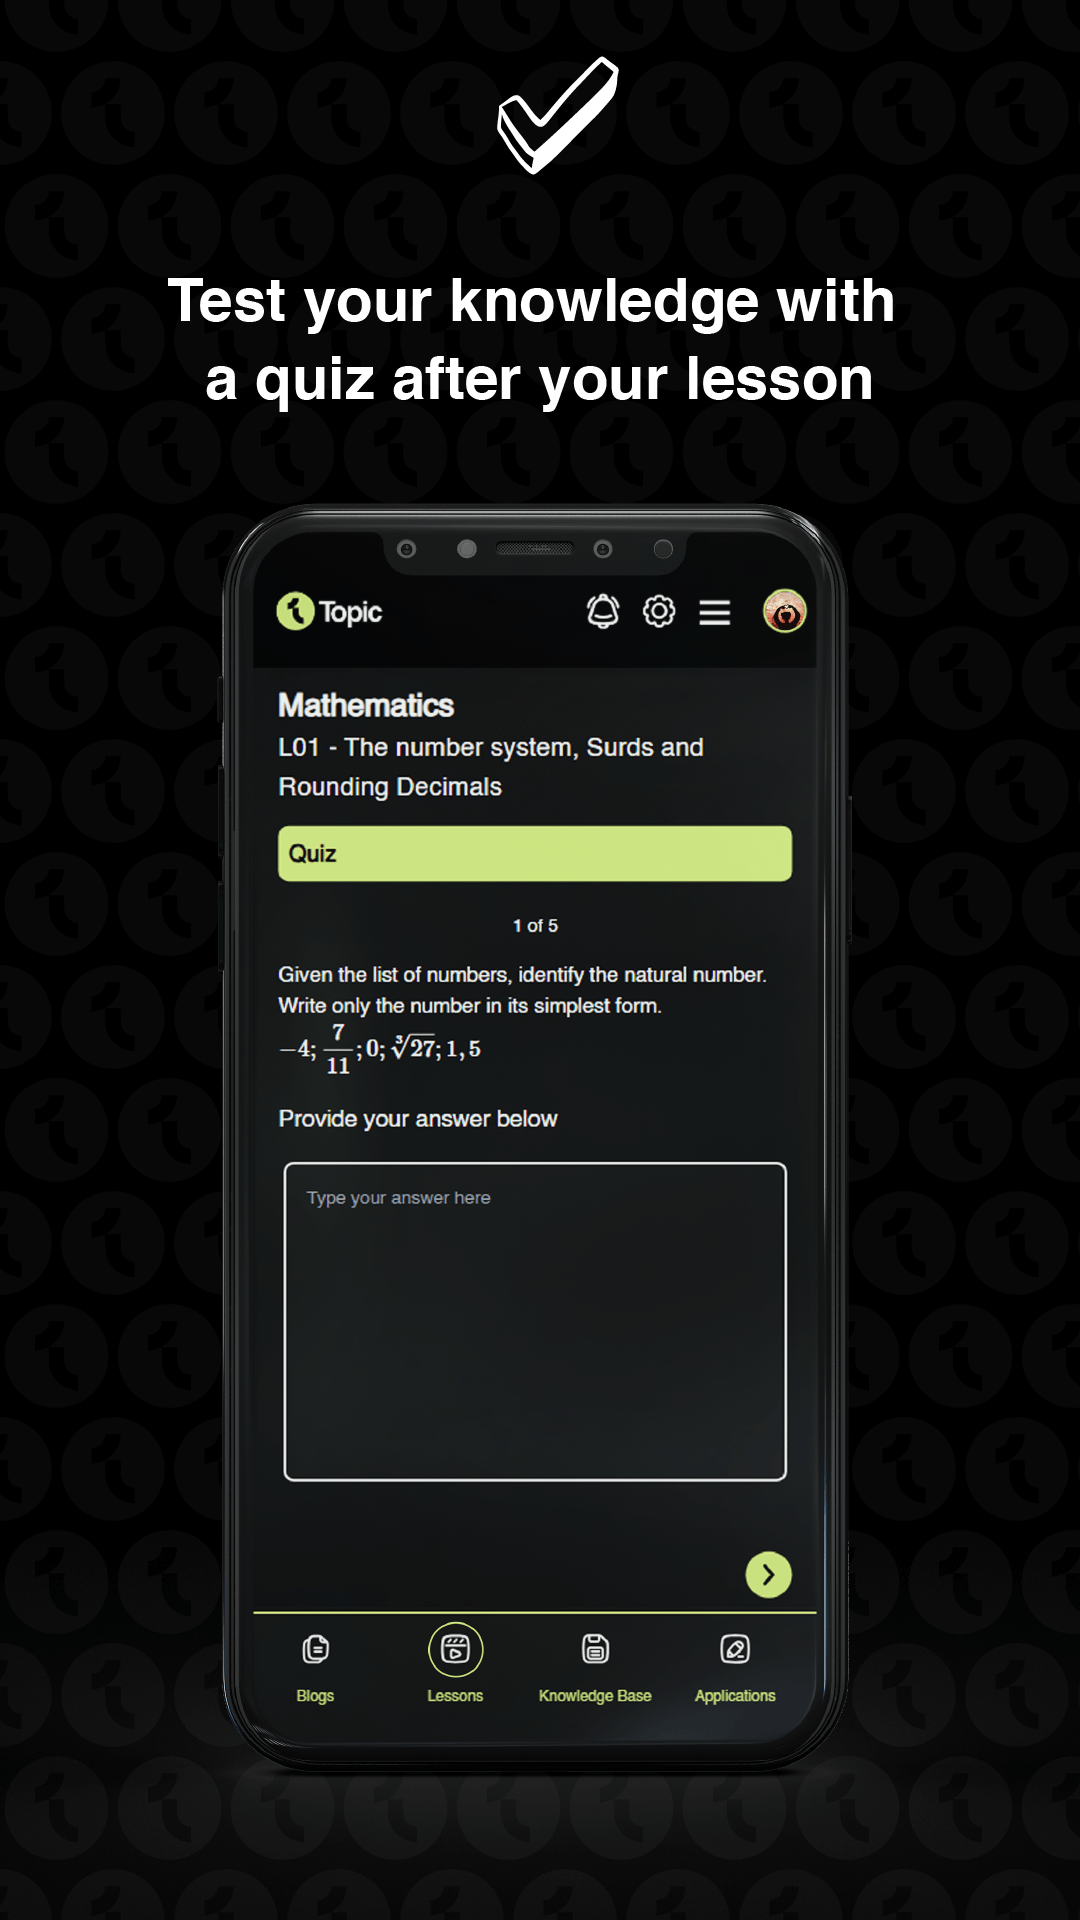 Test your knowledge with
a quiz after your lesson
Topic
Mathematics
L01 - The number system, Surds and
Rounding Decimals
Quiz
1 of 5
Given the list of numbers, identify the natural number.
Write only the number in its simplest form.
−4; 7/11; 0; ∛27; 1, 5
Provide your answer below
Type your answer here
Blogs Lessons Knowledge Base Applications